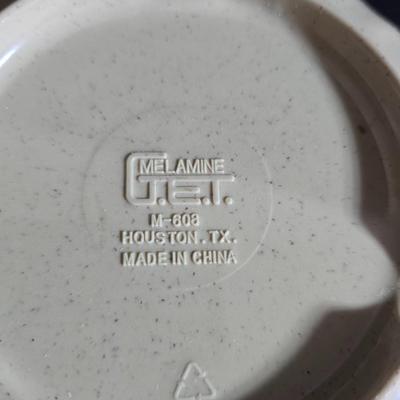 MELAMINE
G.E.T.
M-608
HOUSTON. TX.
MADE IN CHINA